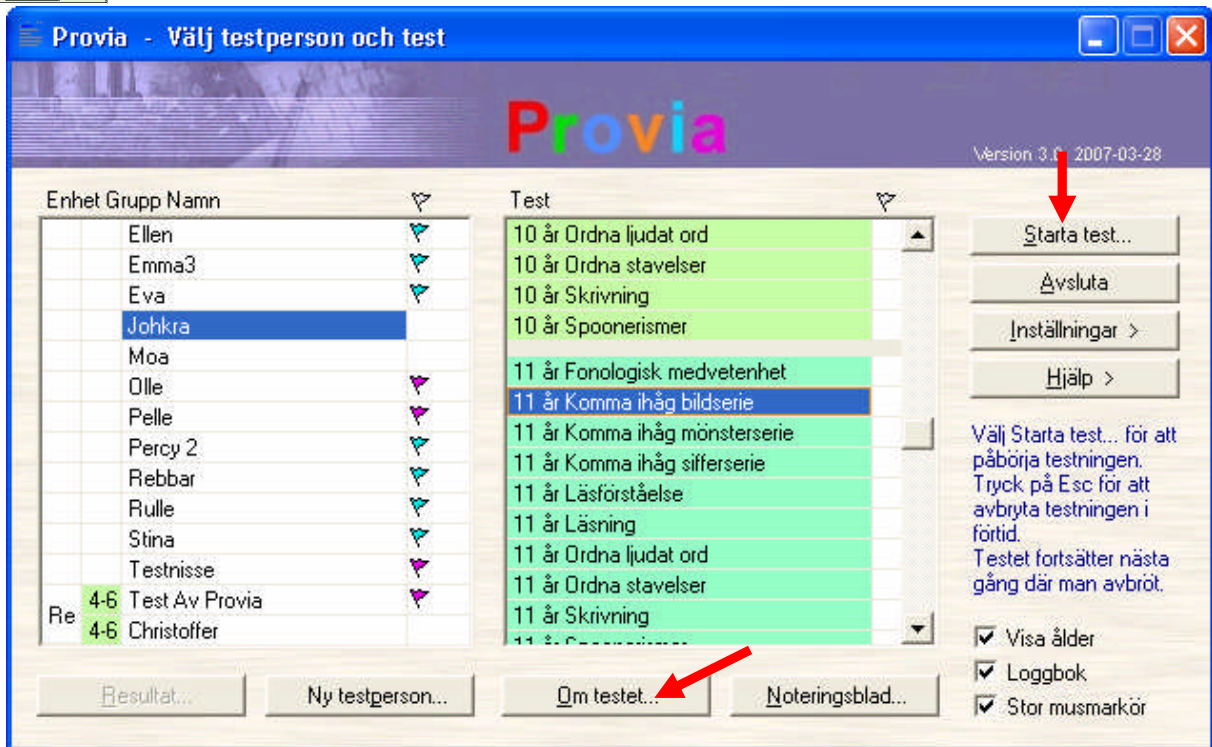 Provia - Välj testperson och test
Provia
Version 3.0 2007-03-28
Enhet Grupp Namn
Ellen
Emma3
Eva
Johkra
Moa
Olle
Pelle
Percy 2
Rebbar
Rulle
Stina
Testnisse
Re
4-6 Test Av Provia
4-6 Christoffer
Test
10 år Ordna ljudat ord
10 år Ordna stavelser
10 år Skrivning
10 år Spoonerismer
11 år Fonologisk medvetenhet
11 år Komma ihåg bildserie
11 år Komma ihåg mönsterserie
11 år Komma ihåg sifferserie
11 år Läsförståelse
11 år Läsning
11 år Ordna ljudat ord
11 år Ordna stavelser
11 år Skrivning
Starta test...
Avsluta
Inställningar >
Hjälp >
Välj Starta test... för att
påbörja testningen.
Tryck på Esc för att
avbryta testningen i
förtid.
Testet fortsätter nästa
gång där man avbröt.
Visa ålder
Loggbok
Stor musmarkör
Resultat...
Ny testperson...
Om testet...
Noteringsblad...